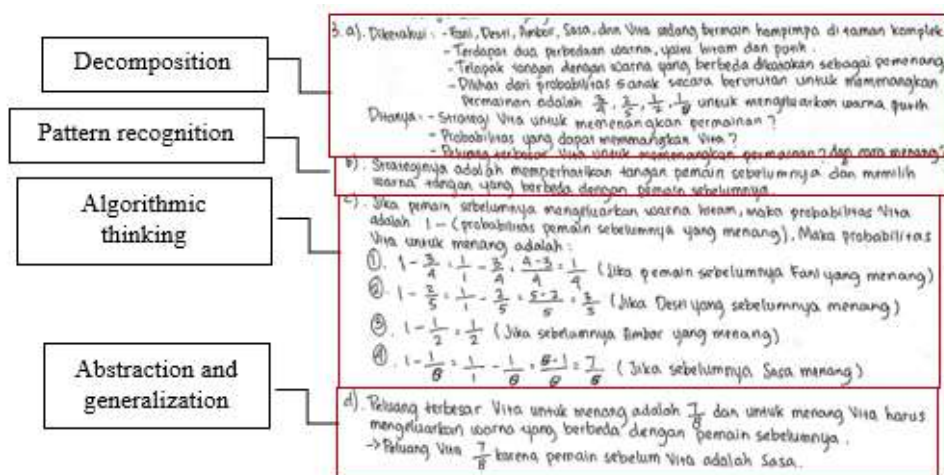 Decomposition
Pattern recognition
Algorithmic
thinking
Abstraction and
generalization
3. a). Diketahui : - Fani, Desri, Ambar, Sasa, dan Vita sedang bermain hompimpa di taman komplek
- Terdapat dua perbedaan warna, yaitu hitam dan putih.
- Telapak tangan dengan warna yang berbeda dikatakan sebagai pemenang
- Dilihat dari probabilitas 5 anak secara berurutan untuk memenangkan
Permainan adalah 3/4, 2/5, 1/2, 1/8 untuk mengeluarkan warna putih
Ditanya : - Strategi Vita untuk memenangkan permainan ?
- Probabilitas yang dapat memenangkan Vita ?
- Peluang terbesar Vita untuk memenangkan permainan ? dan cara menang?
b). Strateginya adalah memperhatikan tangan pemain sebelumnya dan memilih
warna tangan yang berbeda dengan pemain sebelumnya.
c). Jika pemain sebelumnya mengeluarkan warna hitam, maka probabilitas Vita
adalah 1 - (probabilitas pemain sebelumnya yang menang), Maka probabilitas
Vita untuk menang adalah :
①. 1 - 3/4 = 1/1 - 3/4 = 4-3/4 = 1/4 (Jika pemain sebelumnya Fani yang menang)
②. 1 - 2/5 = 1/1 - 2/5 = 5-2/5 = 3/5 (Jika Desri yang sebelumnya menang)
③. 1 - 1/2 = 1/2 (Jika sebelumnya Ambar yang menang)
④. 1 - 1/8 = 1/1 - 1/8 = 8-1/8 = 7/8 (Jika sebelumnya Sasa menang)
d). Peluang terbesar Vita untuk menang adalah 7/8 dan untuk menang Vita harus
mengeluarkan warna yang berbeda dengan pemain sebelumnya.
→ Peluang Vita 7/8 karena pemain sebelum Vita adalah Sasa.